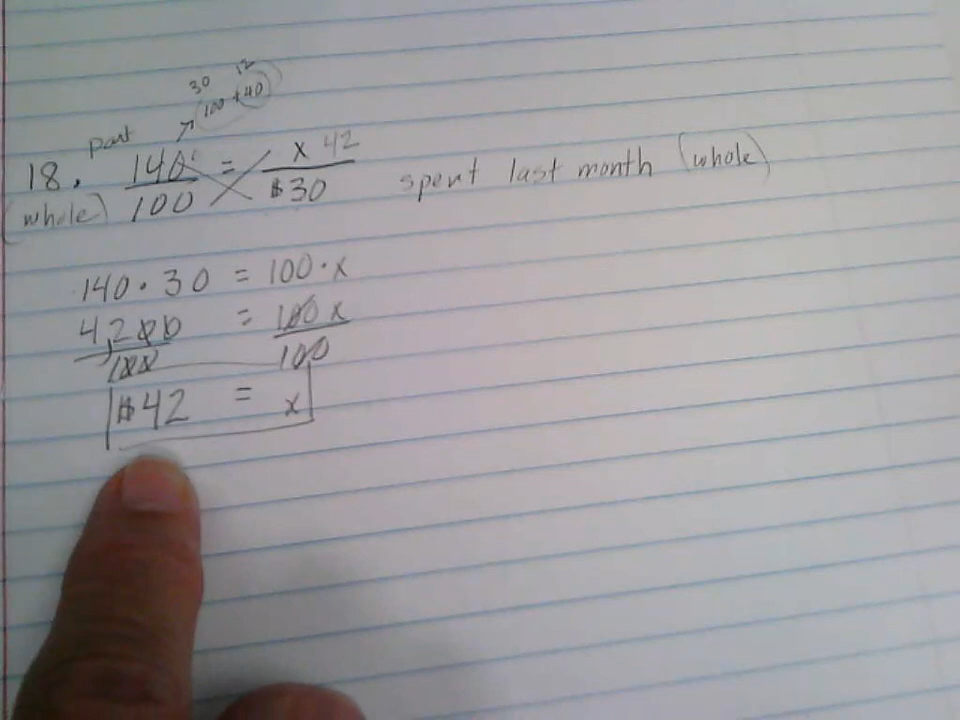 30 12
100 + 40
part
18. 140 = x 42
(whole) 100 $30 spent last month (whole)
140 · 30 = 100 · x
4,200 = 100x
100 100
$42 = x